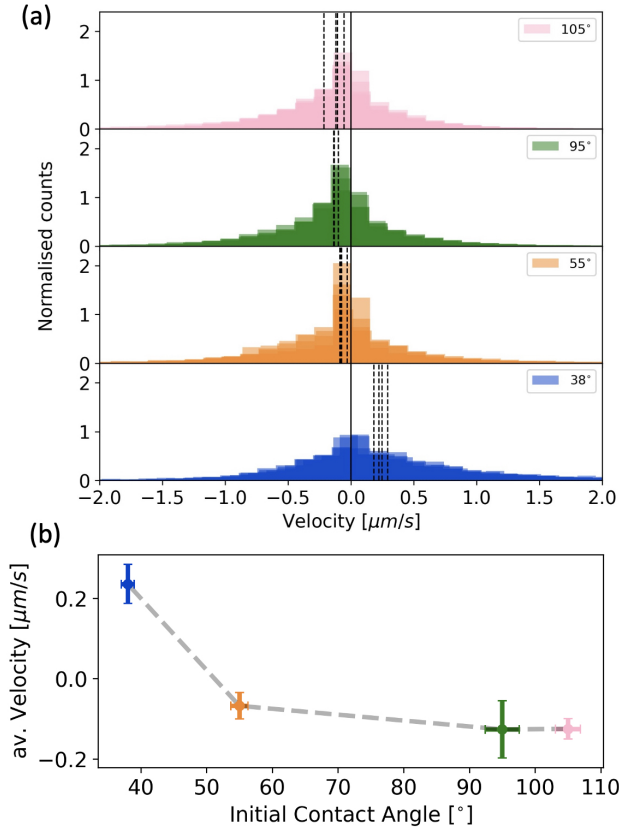 (a)
2
1
0
105°
2
1
0
95°
2
1
0
55°
2
1
0
38°
Normalised counts
−2.0 −1.5 −1.0 −0.5 0.0 0.5 1.0 1.5 2.0
Velocity [μm/s]
(b)
0.2
0.0
−0.2
av. Velocity [μm/s]
40 50 60 70 80 90 100 110
Initial Contact Angle [°]